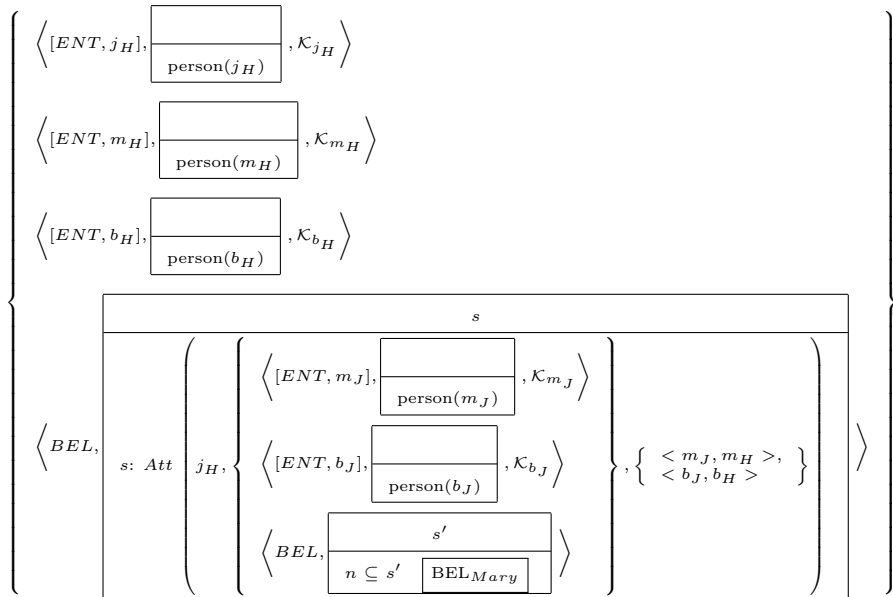 ⟨[ENT, j_H], person(j_H) , 𝒦_{j_H}⟩
⟨[ENT, m_H], person(m_H) , 𝒦_{m_H}⟩
⟨[ENT, b_H], person(b_H) , 𝒦_{b_H}⟩
s
⟨[ENT, m_J], person(m_J) , 𝒦_{m_J}⟩
⟨BEL, s: Att ( j_H, { ⟨[ENT, b_J], person(b_J) , 𝒦_{b_J}⟩ } , { < m_J, m_H >,
< b_J, b_H > } ) ⟩
⟨BEL, s′
n ⊆ s′ BEL_{Mary} ⟩